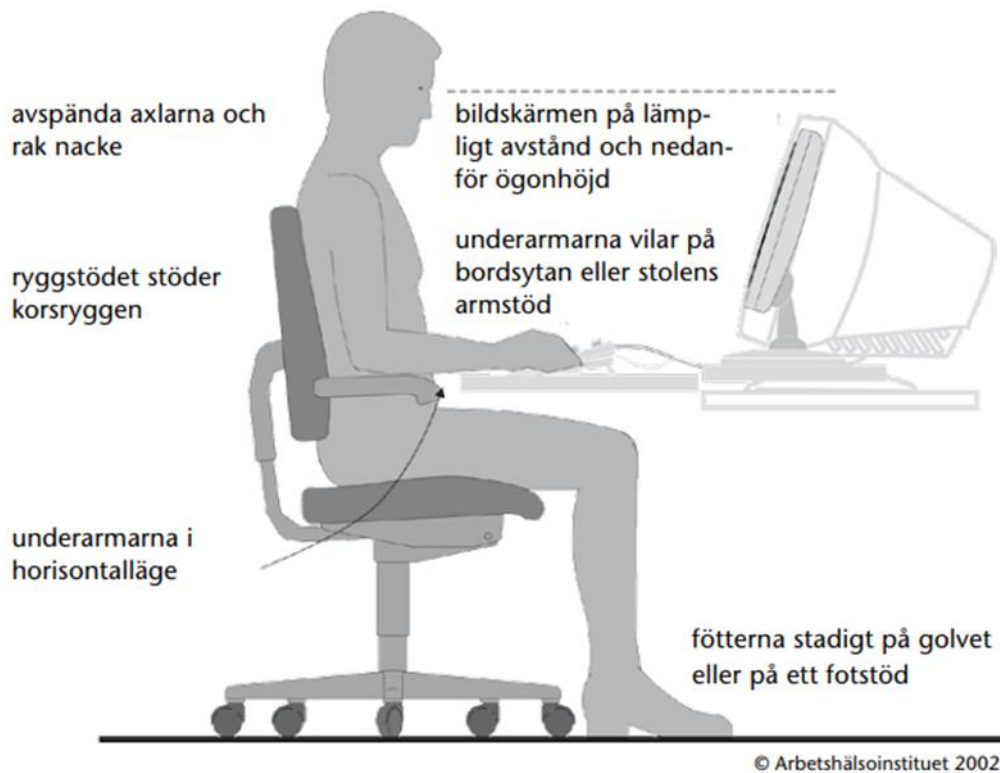 avspända axlarna och
rak nacke
bildskärmen på lämp-
ligt avstånd och nedan-
för ögonhöjd
underarmarna vilar på
bordsytan eller stolens
armstöd
ryggstödet stöder
korsryggen
underarmarna i
horisontalläge
fötterna stadigt på golvet
eller på ett fotstöd
© Arbetshälsoinstituet 2002